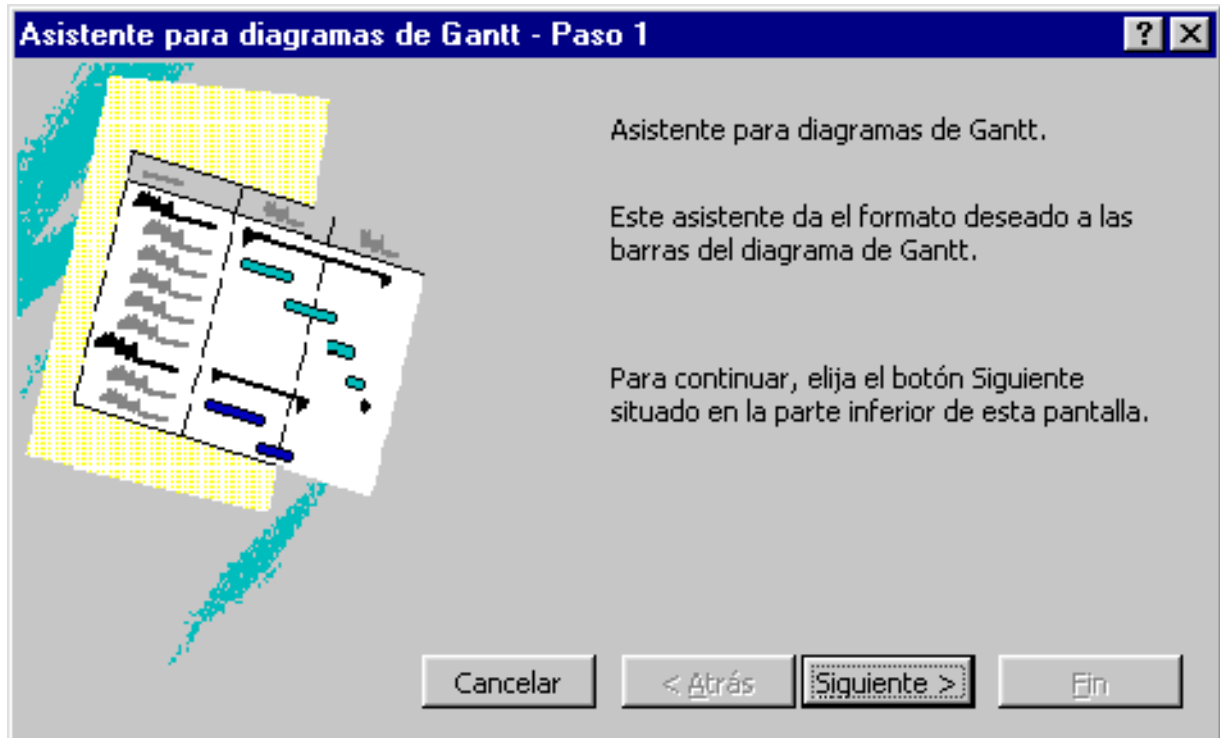 Asistente para diagramas de Gantt - Paso 1
Asistente para diagramas de Gantt.
Este asistente da el formato deseado a las
barras del diagrama de Gantt.
Para continuar, elija el botón Siguiente
situado en la parte inferior de esta pantalla.
Cancelar
< Atrás
Siguiente >
Fin